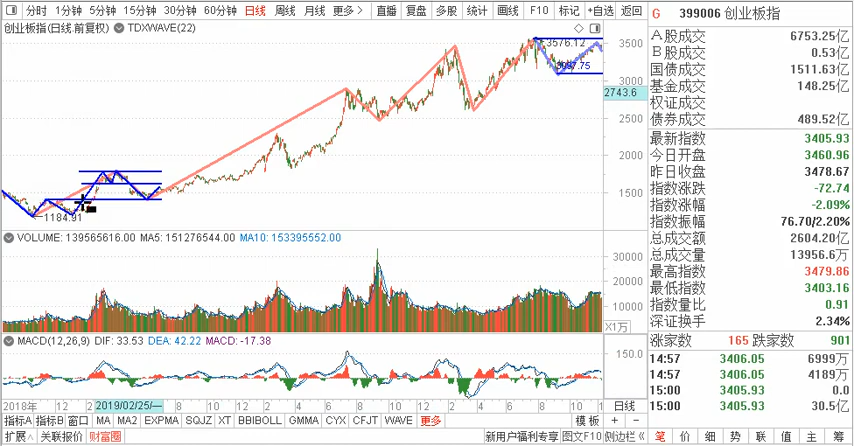 分时 1分钟 5分钟 15分钟 30分钟 60分钟 日线 周线 月线 更多 直播 复盘 多股 统计 画线 F10 标记 +自选 返回
创业板指(日线.前复权) TDXWAVE(22)
3576.12
3037.75
1184.91
3500
3000
2743.6
2500
2000
1500
VOLUME: 139565616.00 MA5: 151276544.00 MA10: 153395552.00
30000
20000
10000
X1万
MACD(12,26,9) DIF: 33.53 DEA: 42.22 MACD: -17.38
150.0
2018年 12 2 2019/02/25/一 8 10 12 2 4 6 8 10 12 2 4 6 8 10 日线
指标A 指标B 窗口 MA MA2 EXPMA SQJZ XT BBIBOLL GMMA CYX CFJT WAVE 更多 模板 + −
扩展∧ 关联报价 财富圈 新用户福利专享 图文F10 侧边栏
G 399006 创业板指
A股成交 6753.25亿
B股成交 0.53亿
国债成交 1511.63亿
基金成交 148.25亿
权证成交
债券成交 489.52亿
最新指数 3405.93
今日开盘 3460.96
昨日收盘 3478.67
指数涨跌 -72.74
指数涨幅 -2.09%
指数振幅 76.70/2.20%
总成交额 2604.20亿
总成交量 13956.6万
最高指数 3479.86
最低指数 3403.16
指数量比 0.91
深证换手 2.34%
涨家数 165 跌家数 901
14:57 3406.05 6999万
14:57 3406.05 4189万
15:00 3405.93 0.0
15:00 3405.93 30.5亿
笔 价 细 势 联 值 主 筹